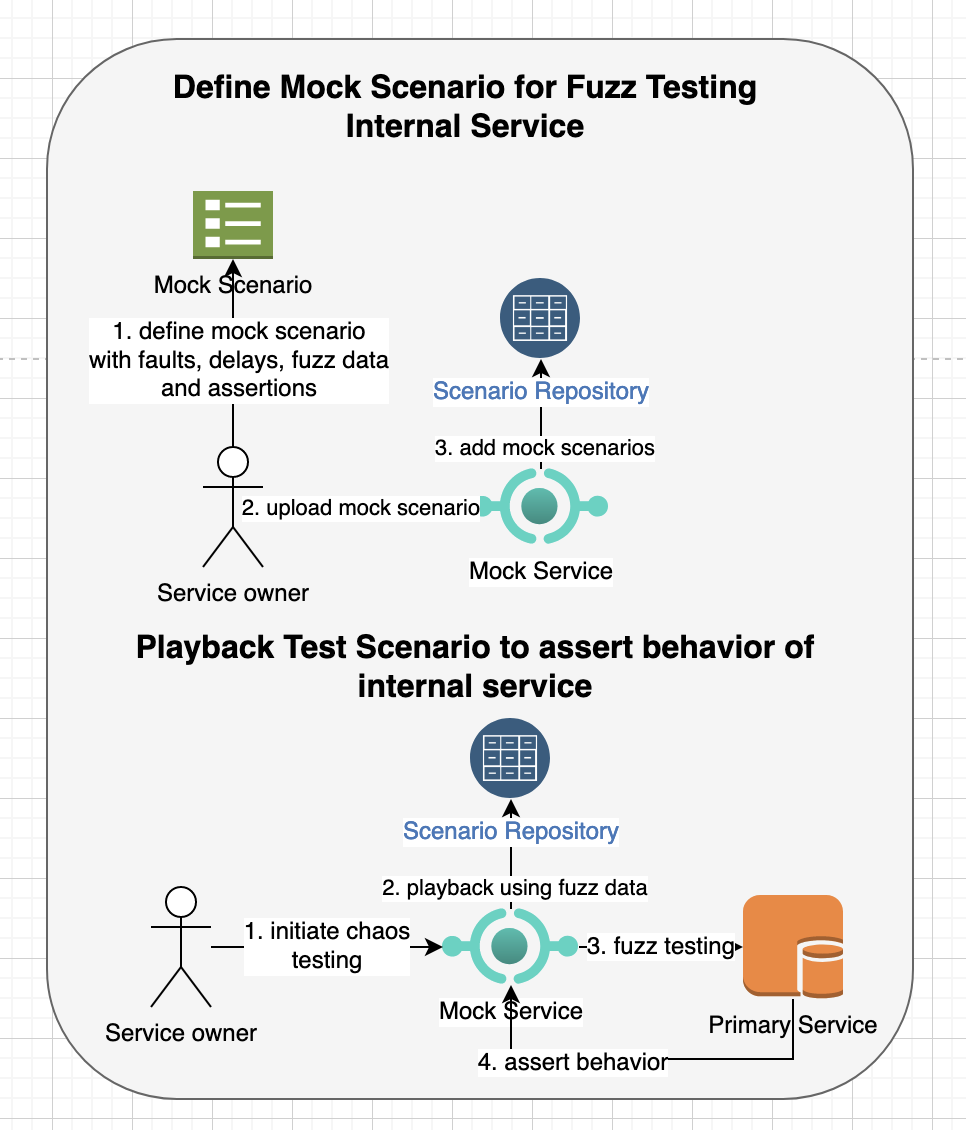 Define Mock Scenario for Fuzz Testing
Internal Service
Mock Scenario
1. define mock scenario
with faults, delays, fuzz data
and assertions
Scenario Repository
3. add mock scenarios
2. upload mock scenario
Mock Service
Service owner
Playback Test Scenario to assert behavior of
internal service
Scenario Repository
2. playback using fuzz data
1. initiate chaos
testing
3. fuzz testing
Mock Service
Primary Service
Service owner
4. assert behavior